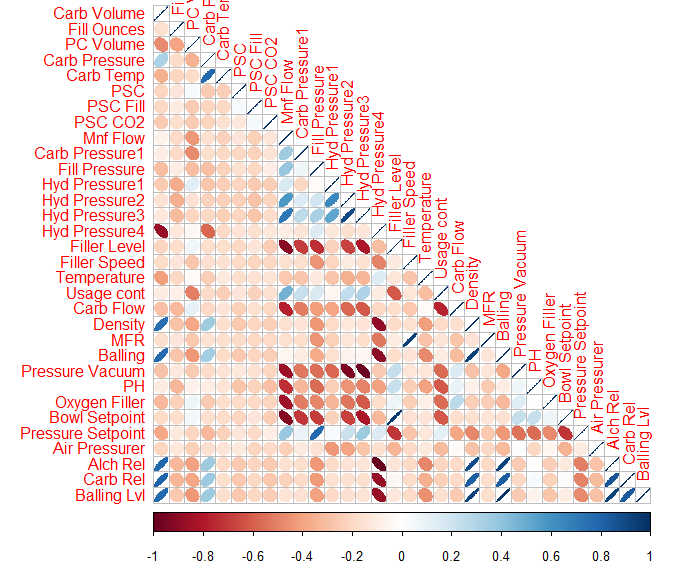 Carb Volume
Fill Ounces
PC Volume
Carb Pressure
Carb Temp
PSC
PSC Fill
PSC CO2
Mnf Flow
Carb Pressure1
Fill Pressure
Hyd Pressure1
Hyd Pressure2
Hyd Pressure3
Hyd Pressure4
Filler Level
Filler Speed
Temperature
Usage cont
Carb Flow
Density
MFR
Balling
Pressure Vacuum
PH
Oxygen Filler
Bowl Setpoint
Pressure Setpoint
Air Pressurer
Alch Rel
Carb Rel
Balling Lvl
Fi
PC V
Carb P
Carb Te
PSC
PSC Fill
PSC CO2
Mnf Flow
Carb Pressure1
Fill Pressure
Hyd Pressure1
Hyd Pressure2
Hyd Pressure3
Hyd Pressure4
Filler Level
Filler Speed
Temperature
Usage cont
Carb Flow
Density
MFR
Balling
Pressure Vacuum
PH
Oxygen Filler
Bowl Setpoint
Pressure Setpoint
Air Pressurer
Alch Rel
Carb Rel
Balling Lvl
-1 -0.8 -0.6 -0.4 -0.2 0 0.2 0.4 0.6 0.8 1